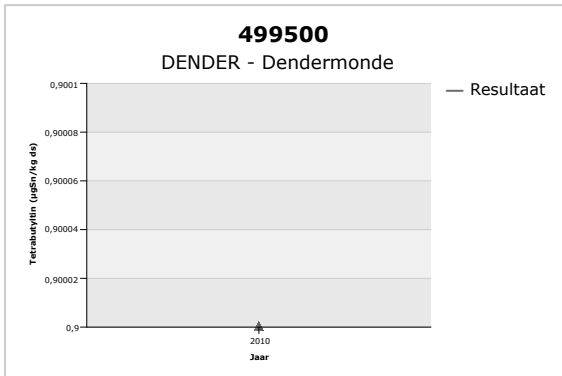 499500
DENDER - Dendermonde
Resultaat
0,9001
0,90008
0,90006
0,90004
0,90002
0,9
Tetrabutyltin (µgSn/kg ds)
2010
Jaar